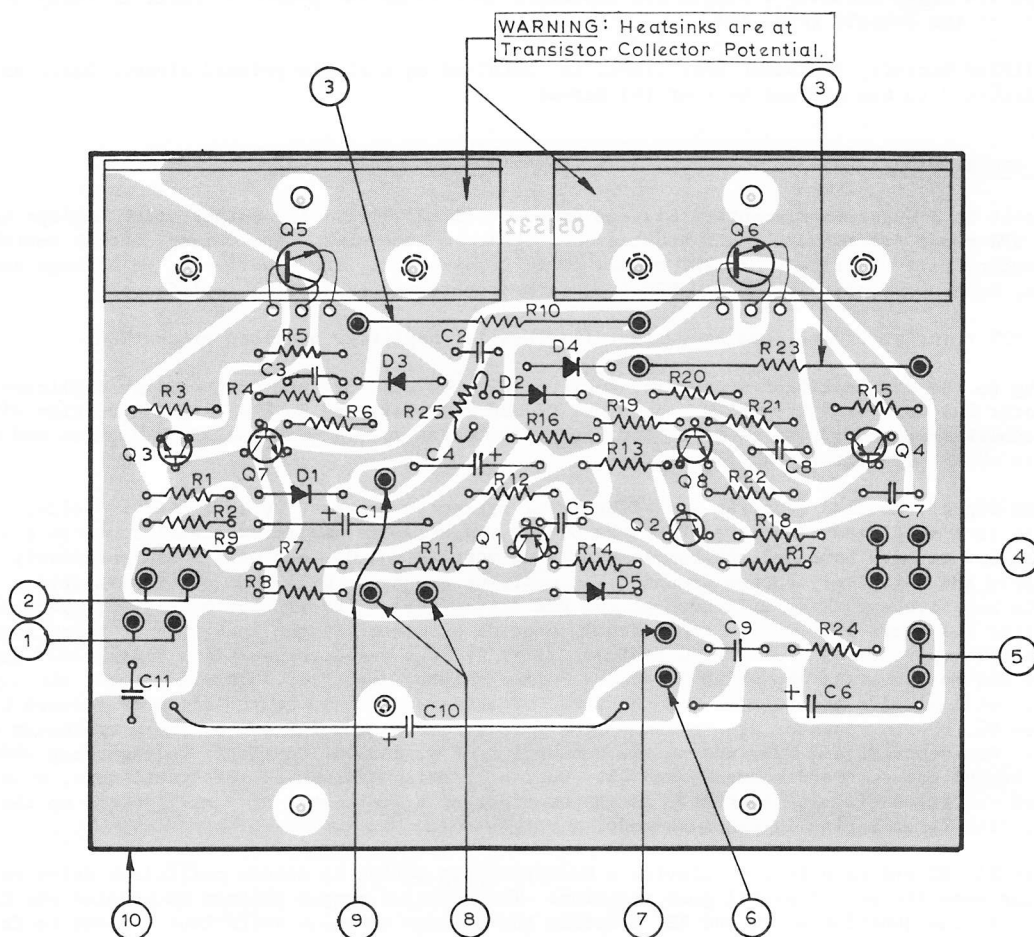 WARNING: Heatsinks are at
Transistor Collector Potential.
3
3
051532
Q5
Q6
R10
R5
C2
D4
R23
C3
D3
R3
R4
D2
R20
R15
R25
R6
R16
R19
R21
Q3
Q7
C4
+
R13
Q8
C8
Q4
R1
D1
R12
R22
R2
+
C1
C5
Q2
C7
R9
Q1
R18
R7
R11
R14
R17
4
R8
D5
2
1
C9
R24
5
C11
+
C6
C10
+
10
9
8
7
6